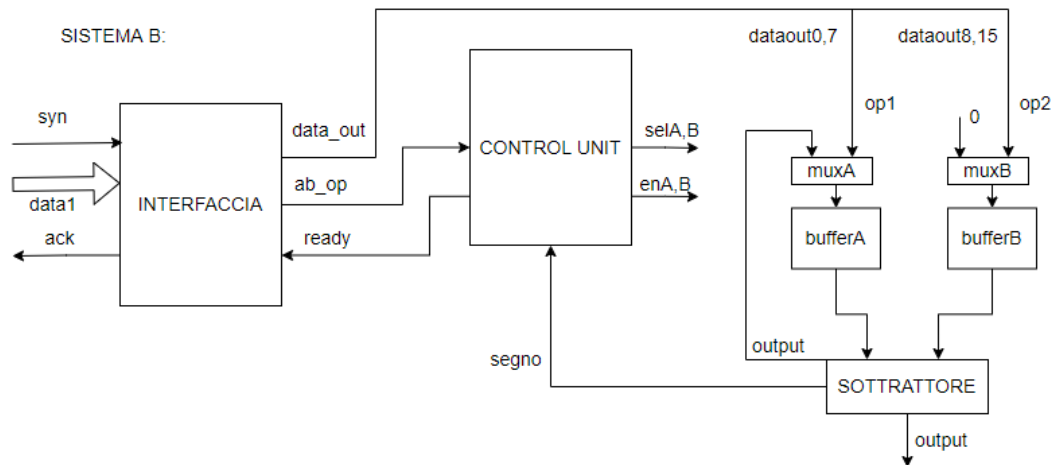 SISTEMA B:
dataout0,7
dataout8,15
syn
data_out
op1
0
op2
selA,B
CONTROL UNIT
muxA
muxB
ab_op
enA,B
data1
INTERFACCIA
bufferA
bufferB
ack
ready
output
segno
SOTTRATTORE
output